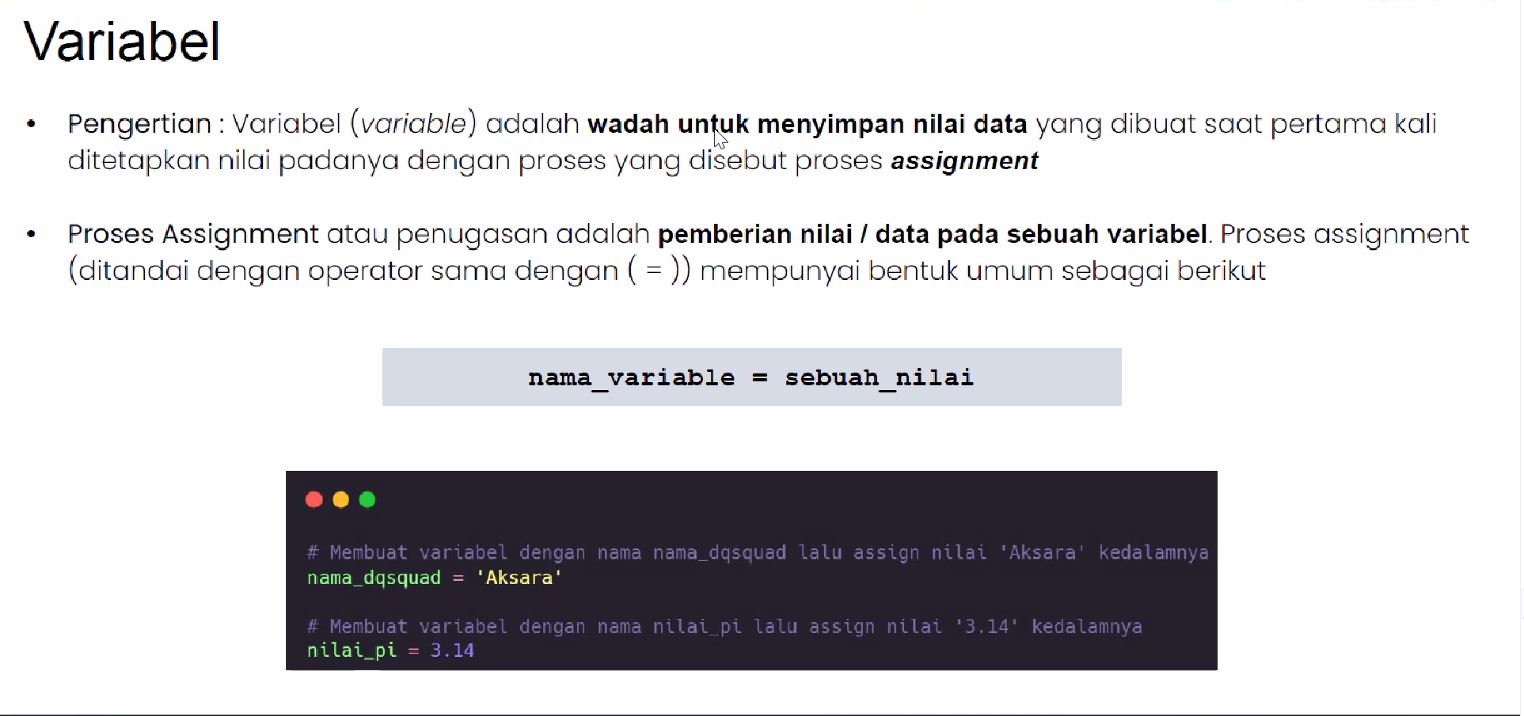 Variabel
• Pengertian : Variabel (variable) adalah wadah untuk menyimpan nilai data yang dibuat saat pertama kali
ditetapkan nilai padanya dengan proses yang disebut proses assignment
• Proses Assignment atau penugasan adalah pemberian nilai / data pada sebuah variabel. Proses assignment
(ditandai dengan operator sama dengan ( = )) mempunyai bentuk umum sebagai berikut
nama_variable = sebuah_nilai
# Membuat variabel dengan nama nama_dqsquad lalu assign nilai 'Aksara' kedalamnya
nama_dqsquad = 'Aksara'
# Membuat variabel dengan nama nilai_pi lalu assign nilai '3.14' kedalamnya
nilai_pi = 3.14